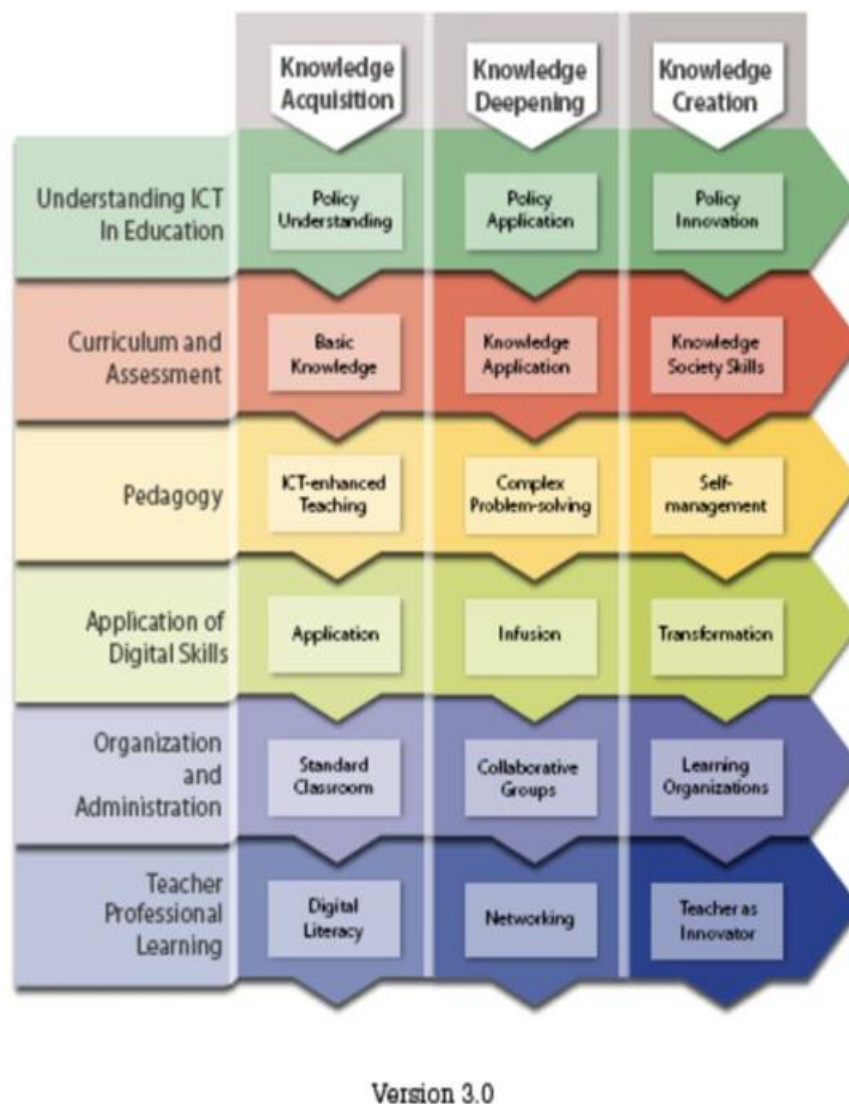 Knowledge
Acquisition
Knowledge
Deepening
Knowledge
Creation
Understanding ICT
In Education
Policy
Understanding
Policy
Application
Policy
Innovation
Curriculum and
Assessment
Basic
Knowledge
Knowledge
Application
Knowledge
Society Skills
Pedagogy
ICT-enhanced
Teaching
Complex
Problem-solving
Self-
management
Application of
Digital Skills
Application
Infusion
Transformation
Organization
and
Administration
Standard
Classroom
Collaborative
Groups
Learning
Organizations
Teacher
Professional
Learning
Digital
Literacy
Networking
Teacher as
Innovator
Version 3.0